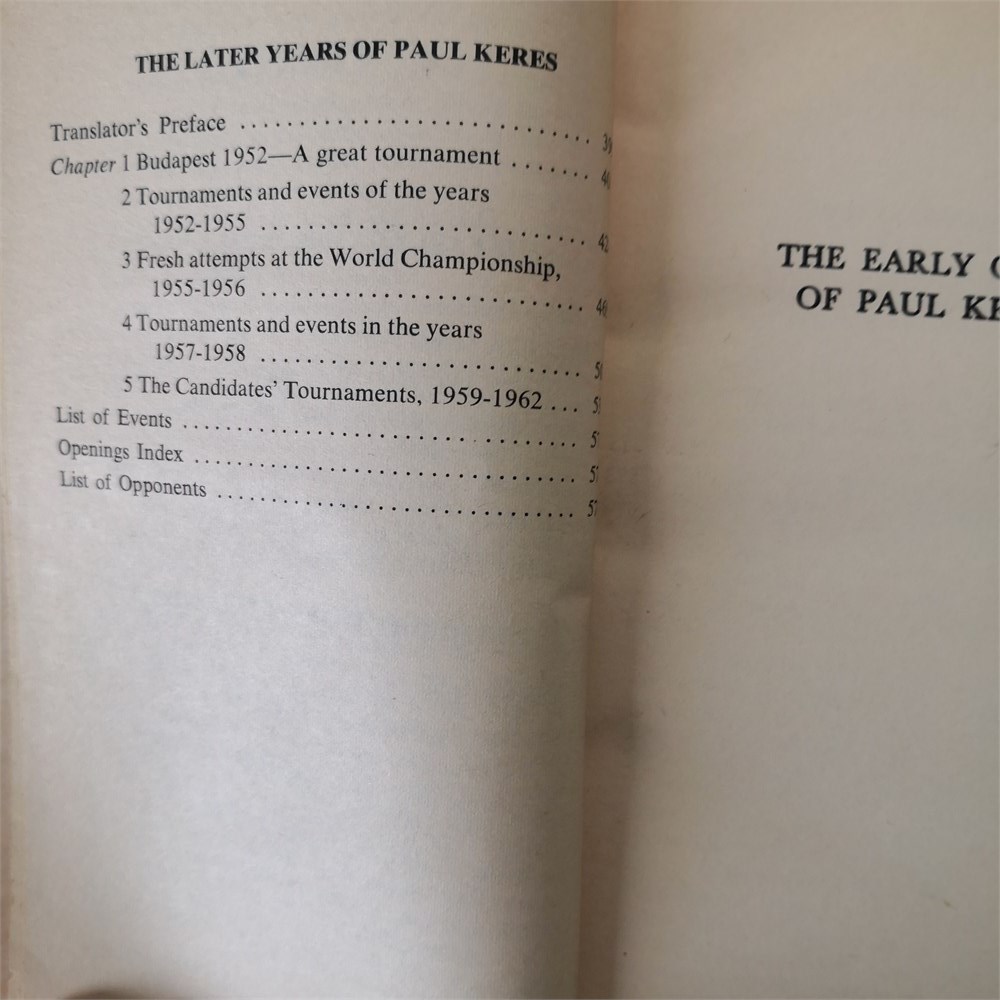 THE LATER YEARS OF PAUL KERES
Translator's Preface ..............................
Chapter 1 Budapest 1952—A great tournament .......
2 Tournaments and events of the years
1952-1955 ............................
3 Fresh attempts at the World Championship,
1955-1956 ............................
4 Tournaments and events in the years
1957-1958 ............................
5 The Candidates' Tournaments, 1959-1962 ...
List of Events ..................................
Openings Index .................................
List of Opponents ...............................
THE EARLY
OF PAUL